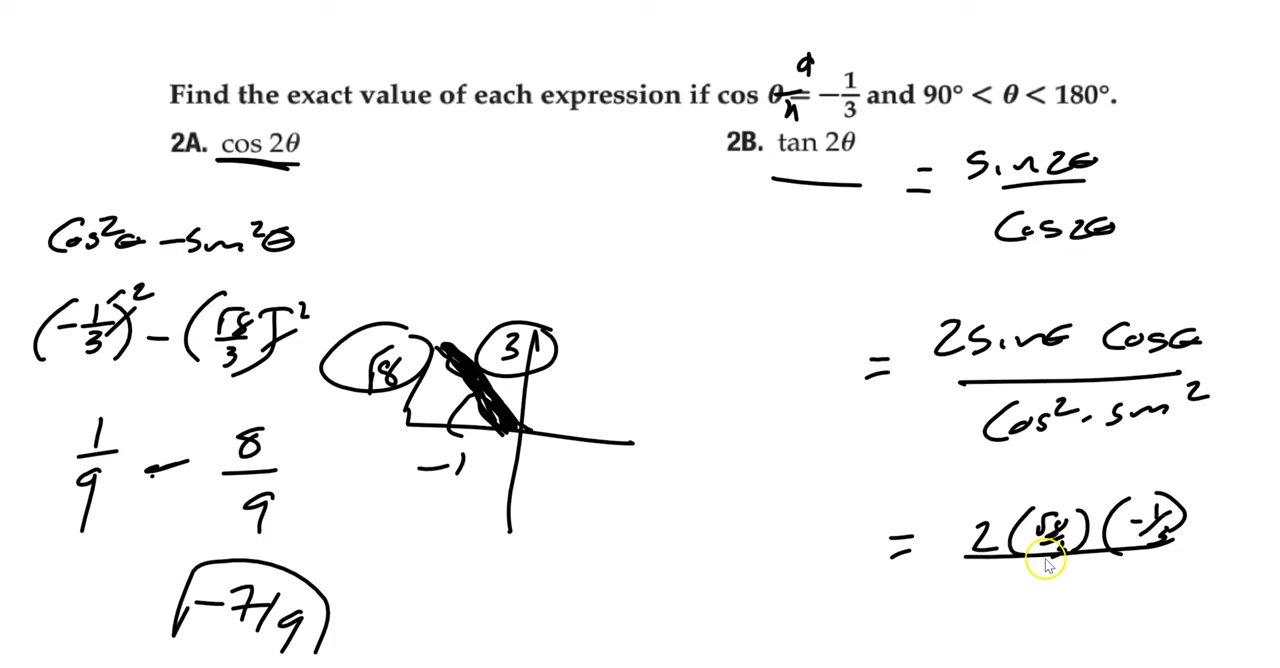 Find the exact value of each expression if cos θ = −1/3 and 90° < θ < 180°.
a
h
2A. cos 2θ
2B. tan 2θ
= sin2θ / cos2θ
cos²θ − sin²θ
(−1/3)² − (√8/3)²
√8
3
−1
= 2sinθ cosθ / cos² - sin²
1/9 − 8/9
= 2(√8/3)(−1/3)
−7/9